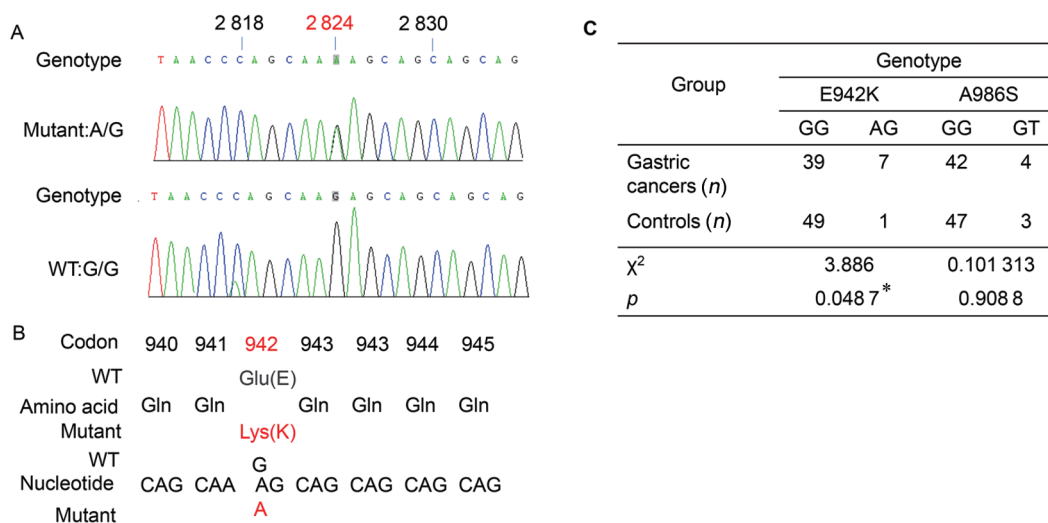 A
2 818 2 824 2 830
Genotype T A A C C C A G C A A A A G C A G C A G C A G
Mutant:A/G
Genotype T A A C C C A G C A A G A G C A G C A G C A G
WT:G/G
B
Codon 940 941 942 943 943 944 945
WT Glu(E)
Amino acid Gln Gln Gln Gln Gln Gln
Mutant Lys(K)
WT G
Nucleotide CAG CAA AG CAG CAG CAG CAG
Mutant A
C
Genotype
Group
E942K A986S
GG AG GG GT
Gastric
cancers (n) 39 7 42 4
Controls (n) 49 1 47 3
χ² 3.886 0.101 313
p 0.048 7* 0.908 8